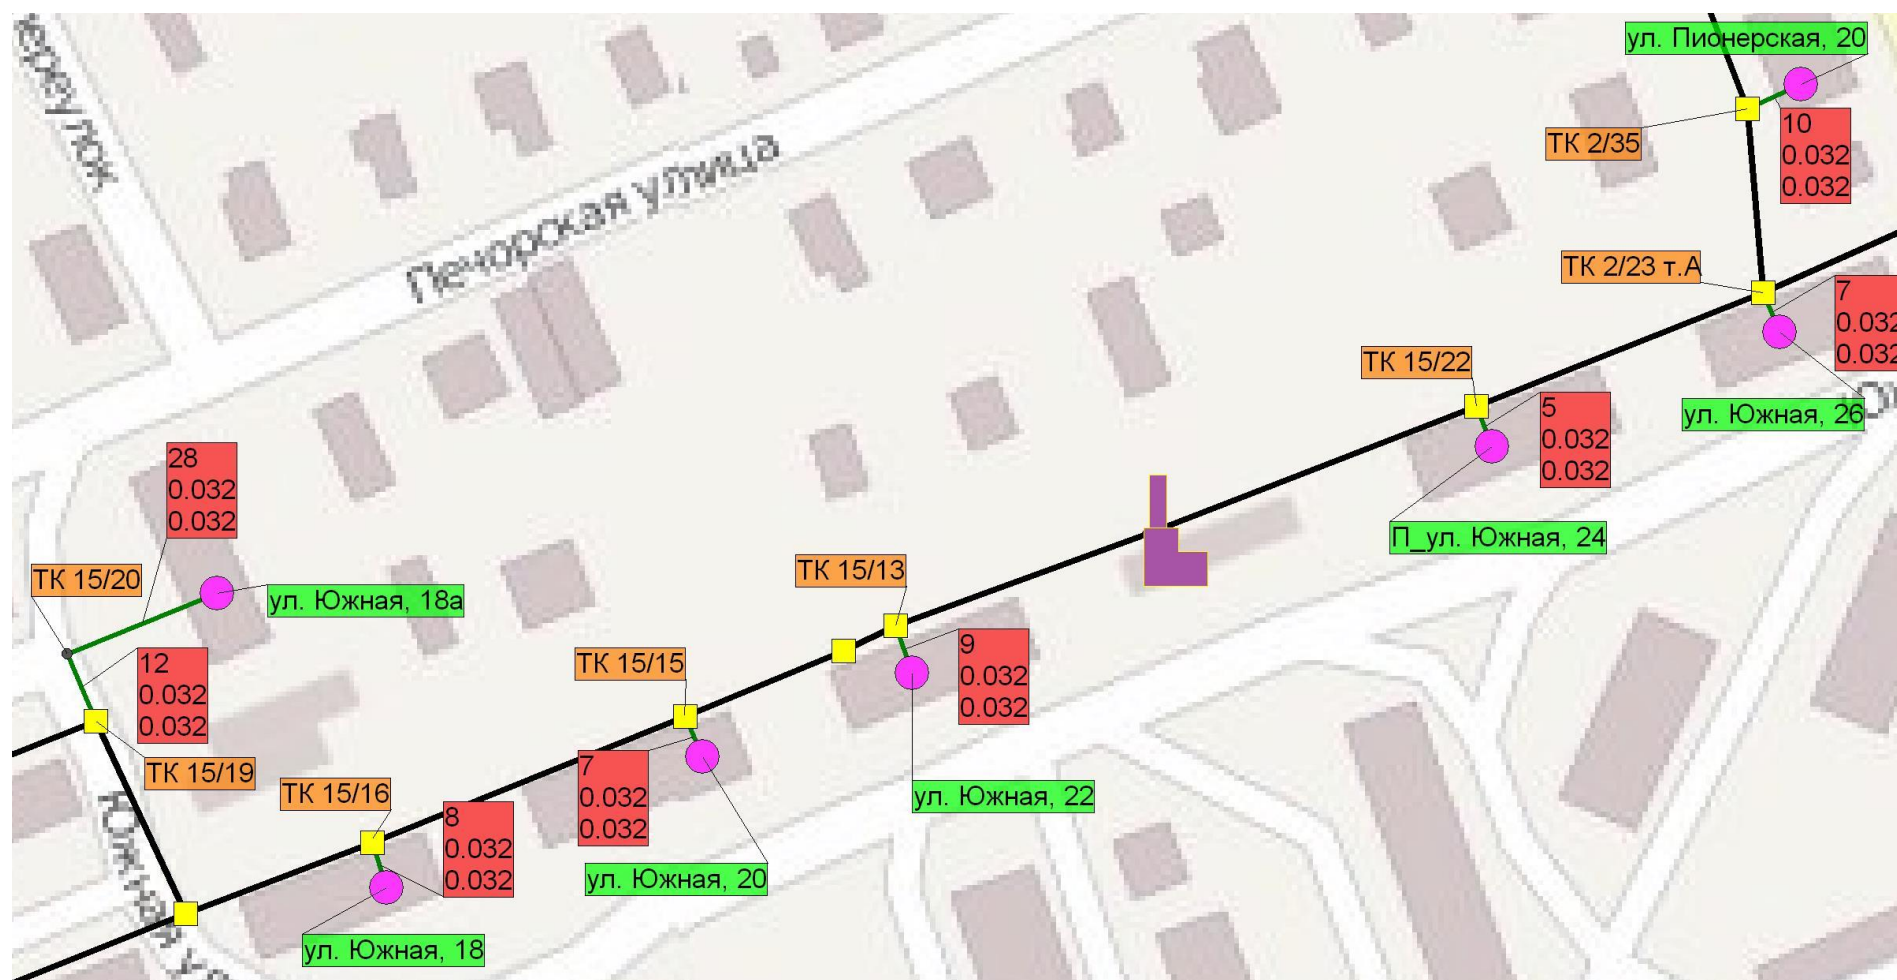 ул. Пионерская, 20
ТК 2/35
10
0.032
0.032
Печорская улица
ТК 2/23 т.А
7
0.032
0.032
ул. Южная, 26
ТК 15/22
5
0.032
0.032
П_ул. Южная, 24
28
0.032
0.032
ТК 15/20
ул. Южная, 18а
ТК 15/13
9
0.032
0.032
ул. Южная, 22
12
0.032
0.032
ТК 15/19
ТК 15/15
7
0.032
0.032
ул. Южная, 20
ТК 15/16
8
0.032
0.032
ул. Южная, 18
Южная ул